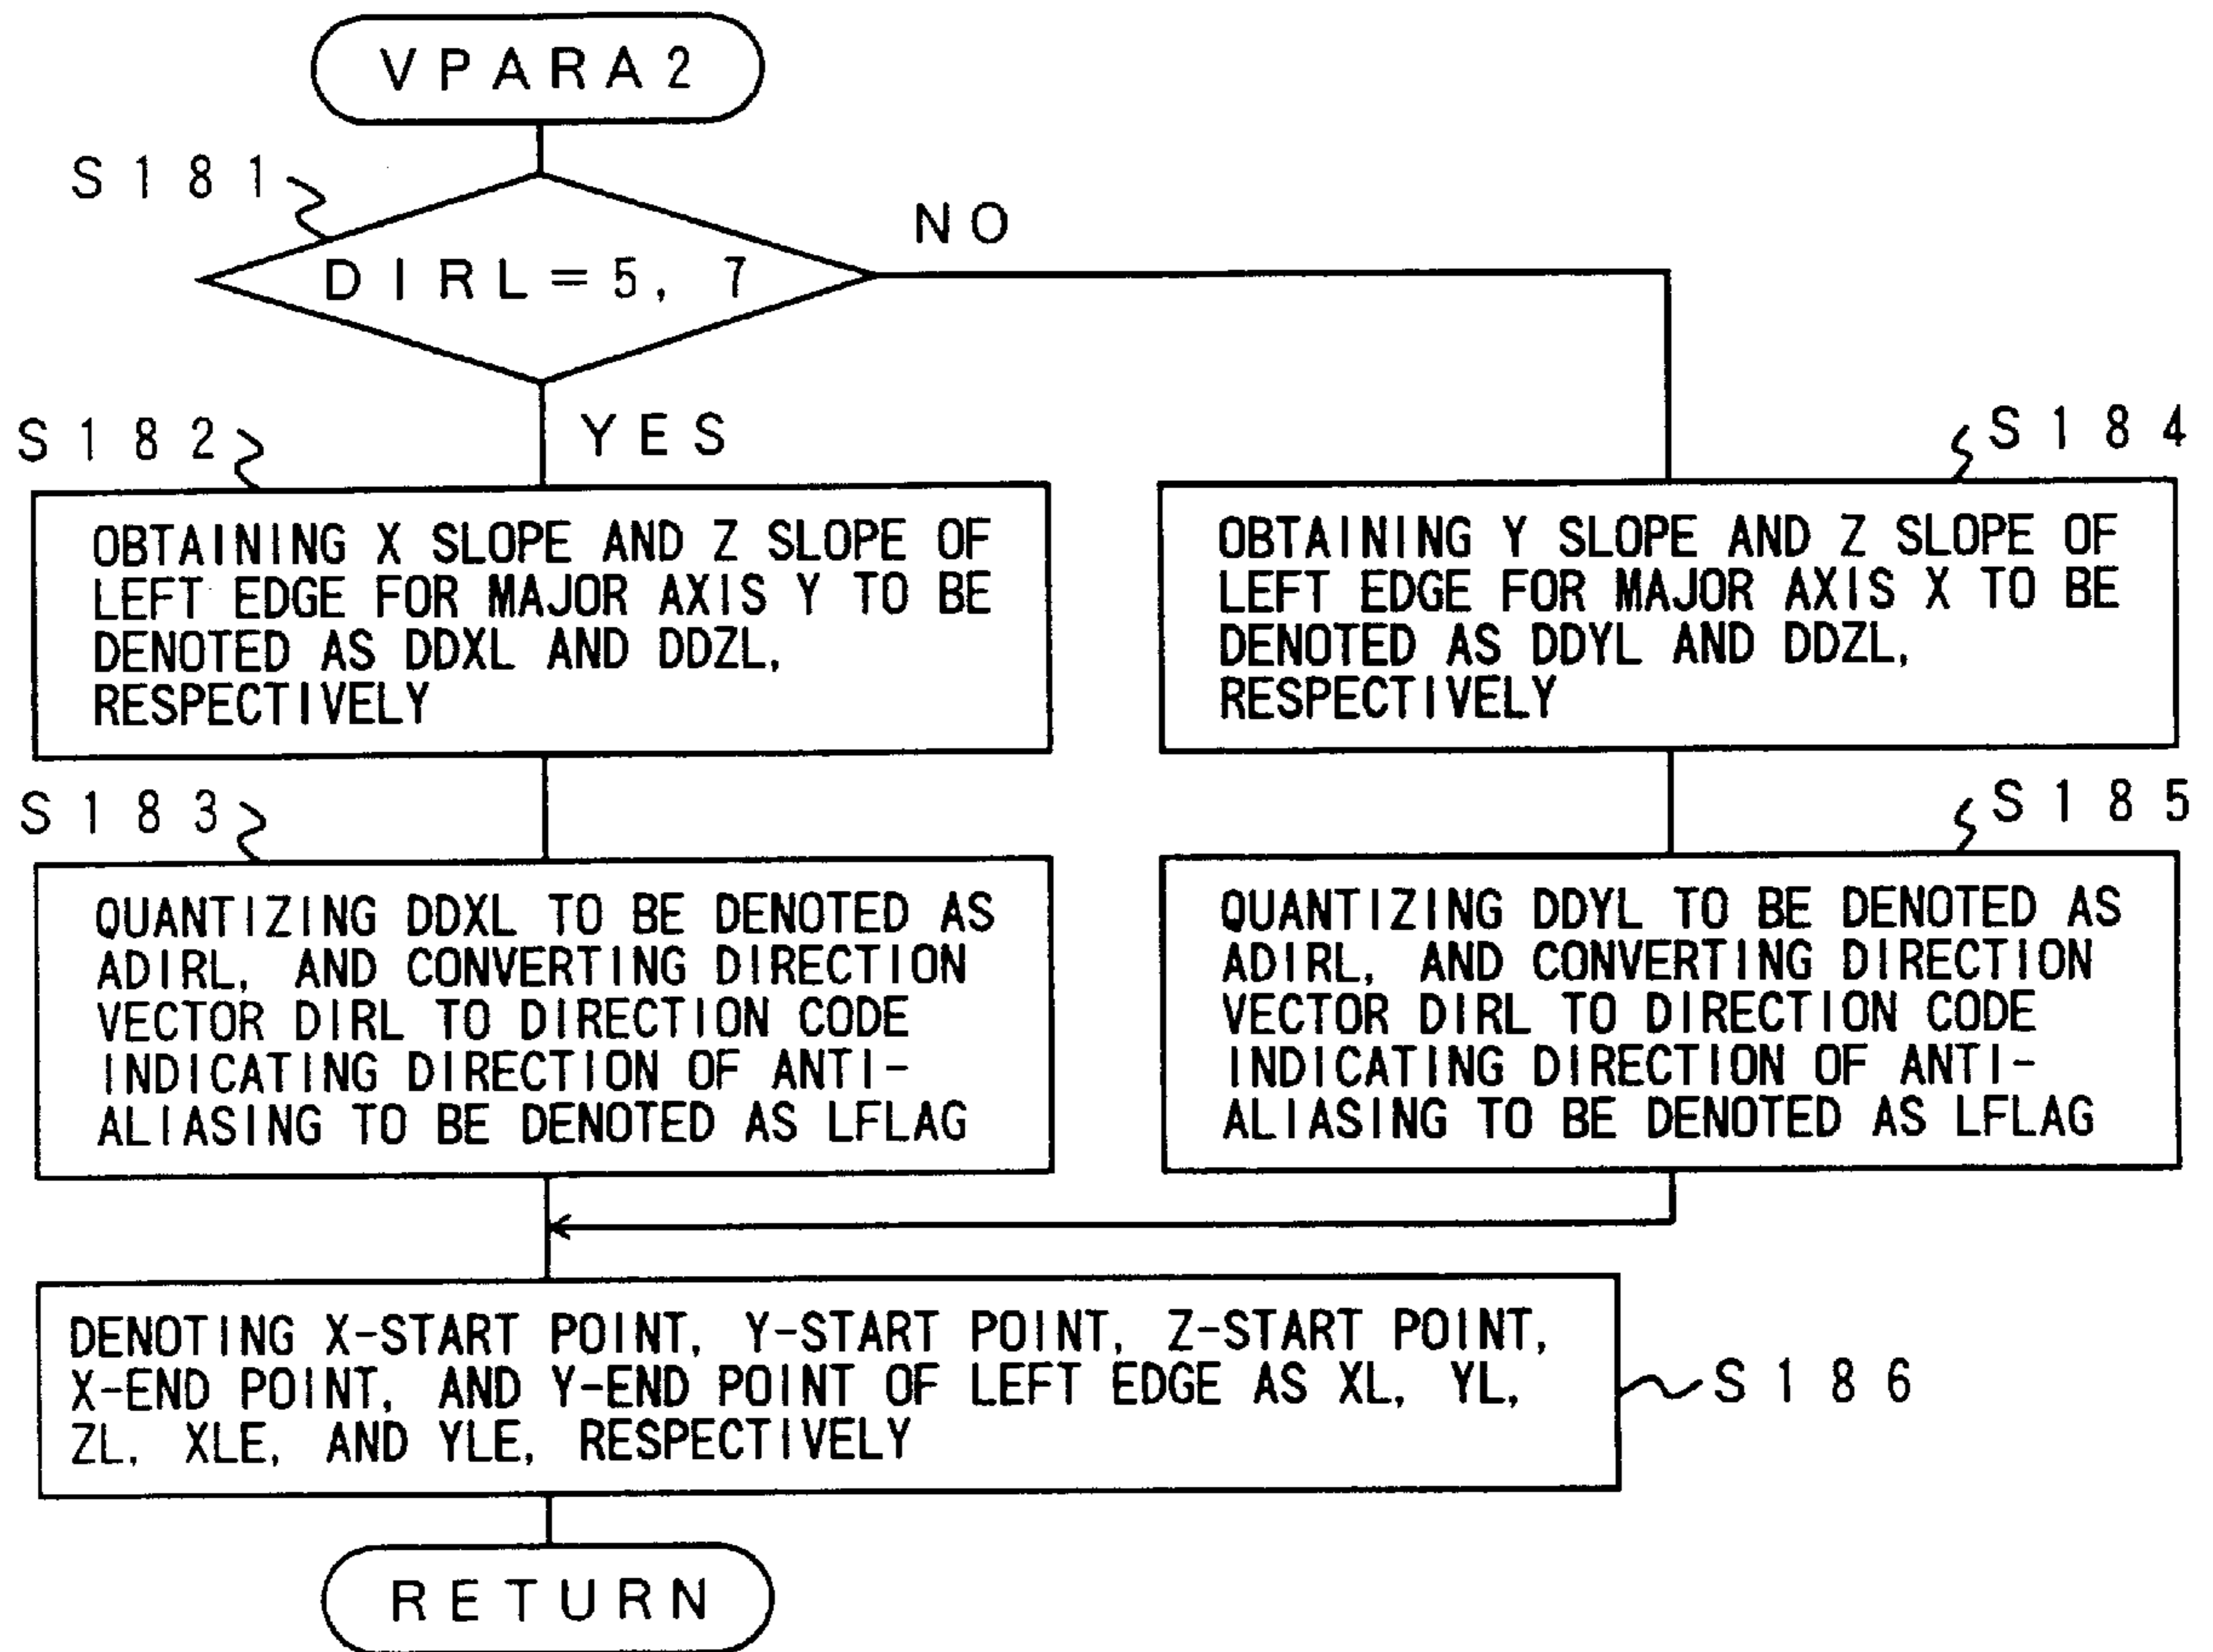 VPARA2
S181
DIRL=5, 7
NO
YES
S182
OBTAINING X SLOPE AND Z SLOPE OF
LEFT EDGE FOR MAJOR AXIS Y TO BE
DENOTED AS DDXL AND DDZL,
RESPECTIVELY
S184
OBTAINING Y SLOPE AND Z SLOPE OF
LEFT EDGE FOR MAJOR AXIS X TO BE
DENOTED AS DDYL AND DDZL,
RESPECTIVELY
S183
QUANTIZING DDXL TO BE DENOTED AS
ADIRL, AND CONVERTING DIRECTION
VECTOR DIRL TO DIRECTION CODE
INDICATING DIRECTION OF ANTI-
ALIASING TO BE DENOTED AS LFLAG
S185
QUANTIZING DDYL TO BE DENOTED AS
ADIRL, AND CONVERTING DIRECTION
VECTOR DIRL TO DIRECTION CODE
INDICATING DIRECTION OF ANTI-
ALIASING TO BE DENOTED AS LFLAG
DENOTING X-START POINT, Y-START POINT, Z-START POINT,
X-END POINT, AND Y-END POINT OF LEFT EDGE AS XL, YL,
ZL, XLE, AND YLE, RESPECTIVELY
S186
RETURN